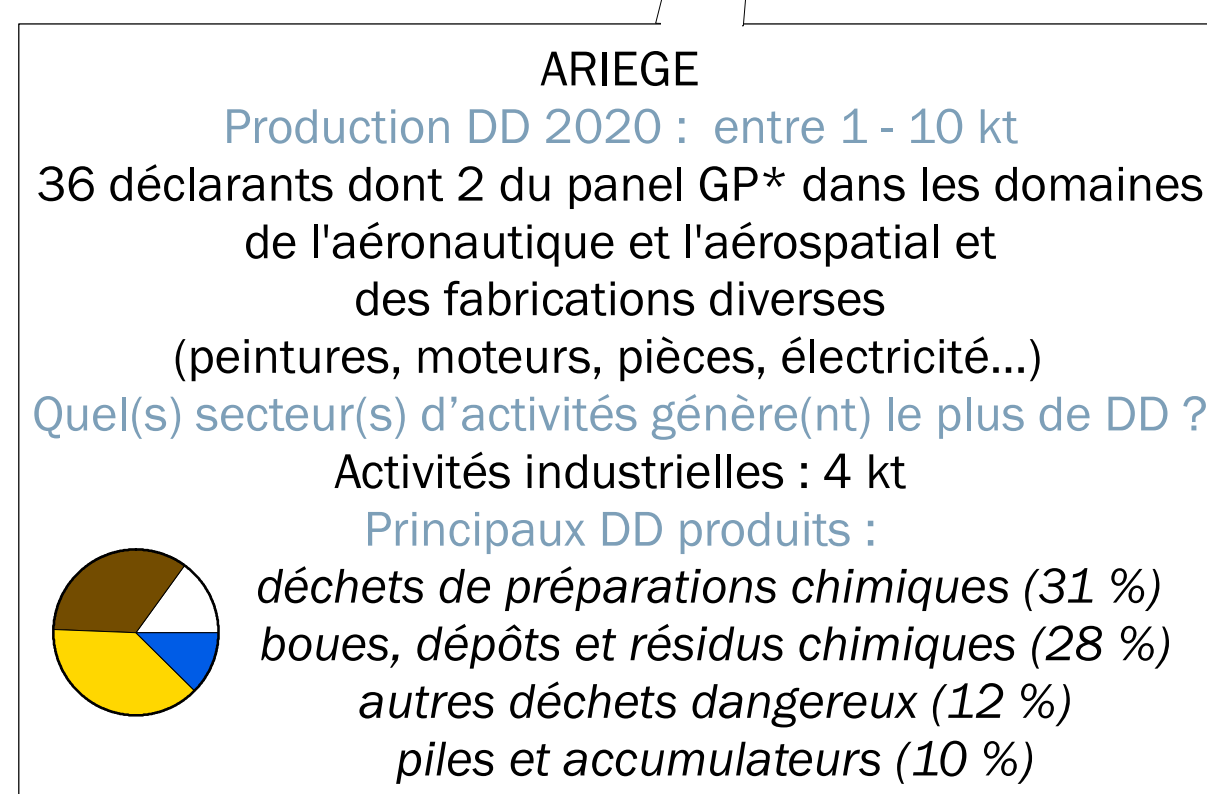 ARIEGE
Production DD 2020 : entre 1 - 10 kt
36 déclarants dont 2 du panel GP* dans les domaines
de l'aéronautique et l'aérospatial et
des fabrications diverses
(peintures, moteurs, pièces, électricité...)
Quel(s) secteur(s) d’activités génère(nt) le plus de DD ?
Activités industrielles : 4 kt
Principaux DD produits :
déchets de préparations chimiques (31 %)
boues, dépôts et résidus chimiques (28 %)
autres déchets dangereux (12 %)
piles et accumulateurs (10 %)